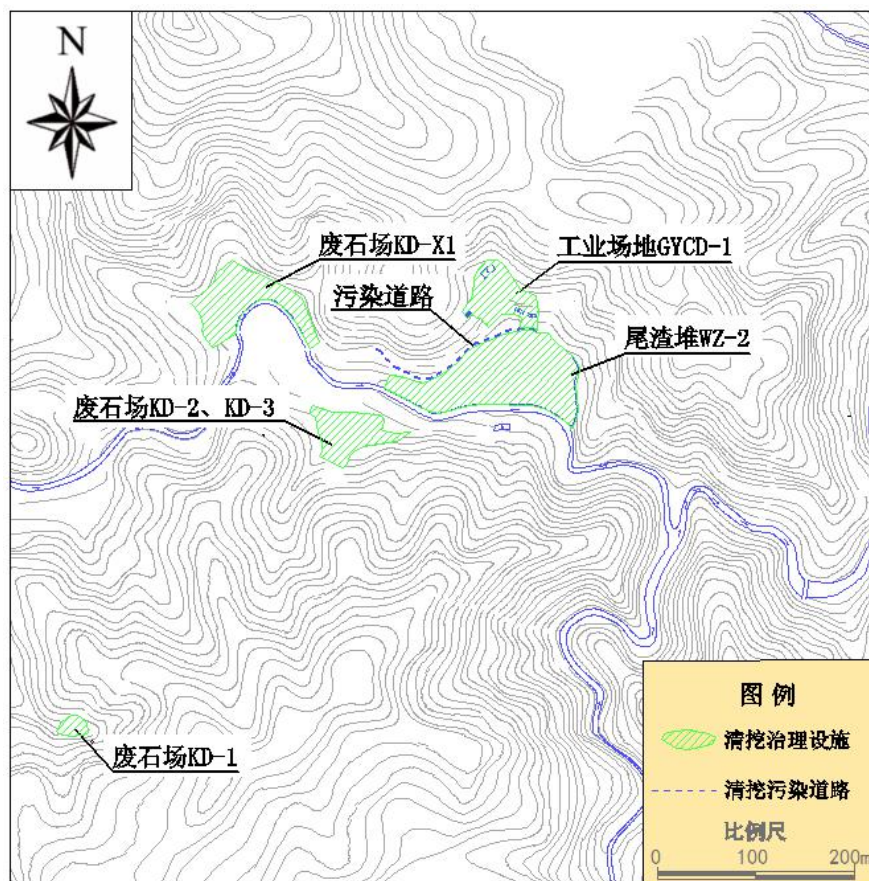 N
废石场KD-X1
工业场地GYCD-1
污染道路
尾渣堆WZ-2
废石场KD-2、KD-3
废石场KD-1
图例
清挖治理设施
清挖污染道路
比例尺
0 100 200m